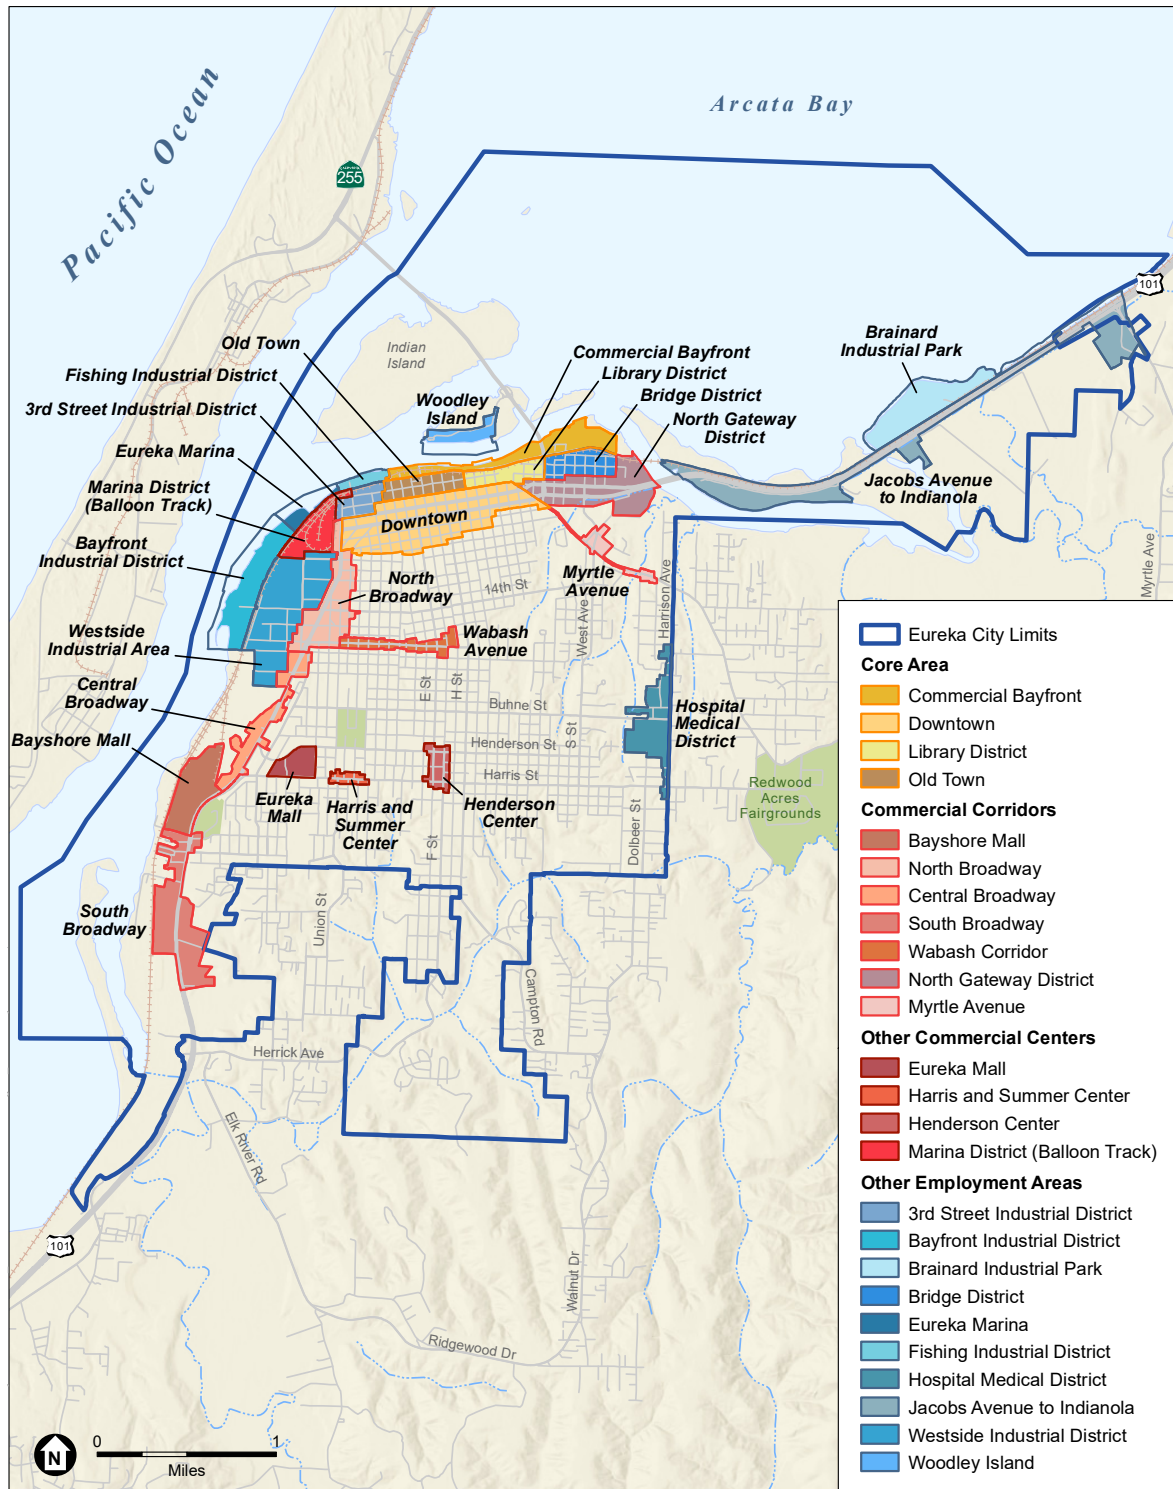 Pacific Ocean
Arcata Bay
CALIFORNIA
255
101
Indian
Island
Old Town
Fishing Industrial District
3rd Street Industrial District
Eureka Marina
Marina District
(Balloon Track)
Bayfront
Industrial District
Westside
Industrial Area
Central
Broadway
Bayshore Mall
Woodley
Island
Commercial Bayfront
Library District
Bridge District
North Gateway
District
Brainard
Industrial Park
Jacobs Avenue
to Indianola
Downtown
North
Broadway
14th St
Myrtle
Avenue
West Ave
Harrison Ave
Myrtle Ave
Wabash
Avenue
E St
H St
Buhne St
S St
Henderson St
Harris St
Hospital
Medical
District
Redwood
Acres
Fairgrounds
Eureka
Mall
Harris and
Summer
Center
Henderson
Center
F St
Dolbeer St
South
Broadway
Union St
Campton Rd
Herrick Ave
Elk River Rd
101
Walnut Dr
Ridgewood Dr
N
0 1
Miles
Eureka City Limits
Core Area
Commercial Bayfront
Downtown
Library District
Old Town
Commercial Corridors
Bayshore Mall
North Broadway
Central Broadway
South Broadway
Wabash Corridor
North Gateway District
Myrtle Avenue
Other Commercial Centers
Eureka Mall
Harris and Summer Center
Henderson Center
Marina District (Balloon Track)
Other Employment Areas
3rd Street Industrial District
Bayfront Industrial District
Brainard Industrial Park
Bridge District
Eureka Marina
Fishing Industrial District
Hospital Medical District
Jacobs Avenue to Indianola
Westside Industrial District
Woodley Island